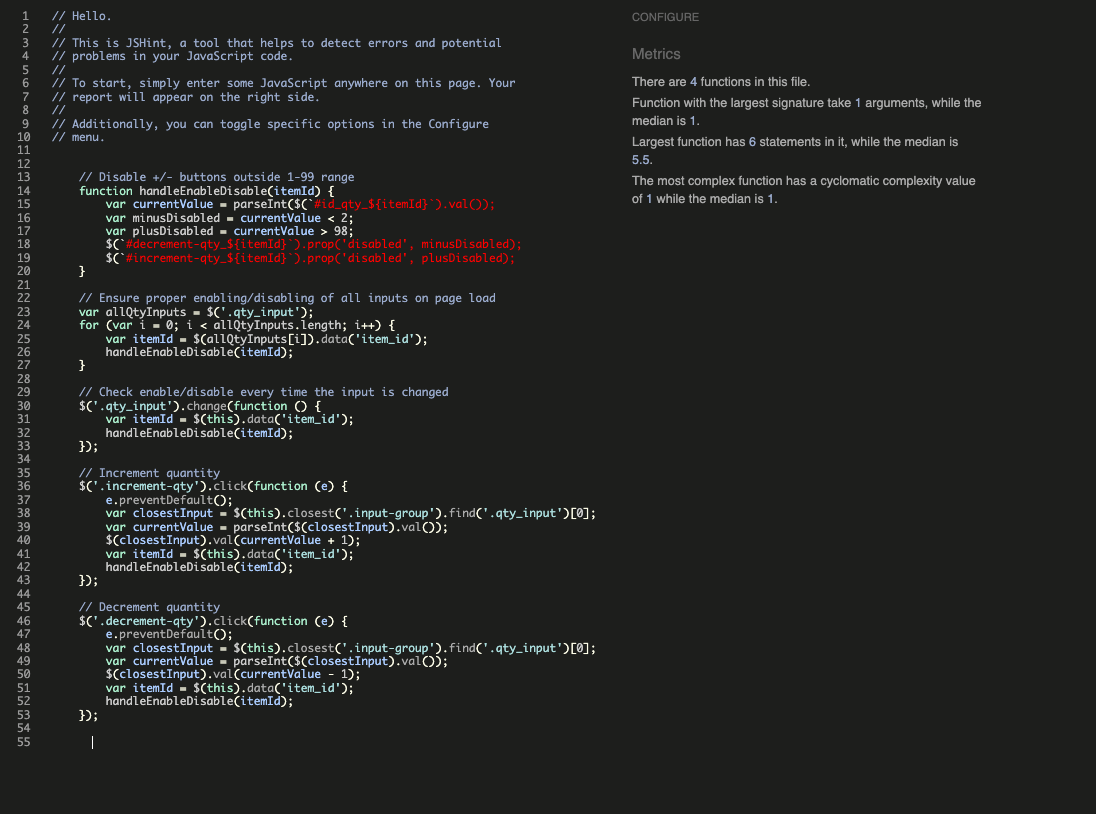 1 // Hello.
2 //
3 // This is JSHint, a tool that helps to detect errors and potential
4 // problems in your JavaScript code.
5 //
6 // To start, simply enter some JavaScript anywhere on this page. Your
7 // report will appear on the right side.
8 //
9 // Additionally, you can toggle specific options in the Configure
10 // menu.
11
12
13     // Disable +/- buttons outside 1-99 range
14     function handleEnableDisable(itemId) {
15         var currentValue = parseInt($(`#id_qty_${itemId}`).val());
16         var minusDisabled = currentValue < 2;
17         var plusDisabled = currentValue > 98;
18         $(`#decrement-qty_${itemId}`).prop('disabled', minusDisabled);
19         $(`#increment-qty_${itemId}`).prop('disabled', plusDisabled);
20     }
21
22     // Ensure proper enabling/disabling of all inputs on page load
23     var allQtyInputs = $('.qty_input');
24     for (var i = 0; i < allQtyInputs.length; i++) {
25         var itemId = $(allQtyInputs[i]).data('item_id');
26         handleEnableDisable(itemId);
27     }
28
29     // Check enable/disable every time the input is changed
30     $('.qty_input').change(function () {
31         var itemId = $(this).data('item_id');
32         handleEnableDisable(itemId);
33     });
34
35     // Increment quantity
36     $('.increment-qty').click(function (e) {
37         e.preventDefault();
38         var closestInput = $(this).closest('.input-group').find('.qty_input')[0];
39         var currentValue = parseInt($(closestInput).val());
40         $(closestInput).val(currentValue + 1);
41         var itemId = $(this).data('item_id');
42         handleEnableDisable(itemId);
43     });
44
45     // Decrement quantity
46     $('.decrement-qty').click(function (e) {
47         e.preventDefault();
48         var closestInput = $(this).closest('.input-group').find('.qty_input')[0];
49         var currentValue = parseInt($(closestInput).val());
50         $(closestInput).val(currentValue - 1);
51         var itemId = $(this).data('item_id');
52         handleEnableDisable(itemId);
53     });
54
55
CONFIGURE
Metrics
There are 4 functions in this file.
Function with the largest signature take 1 arguments, while the
median is 1.
Largest function has 6 statements in it, while the median is
5.5.
The most complex function has a cyclomatic complexity value
of 1 while the median is 1.